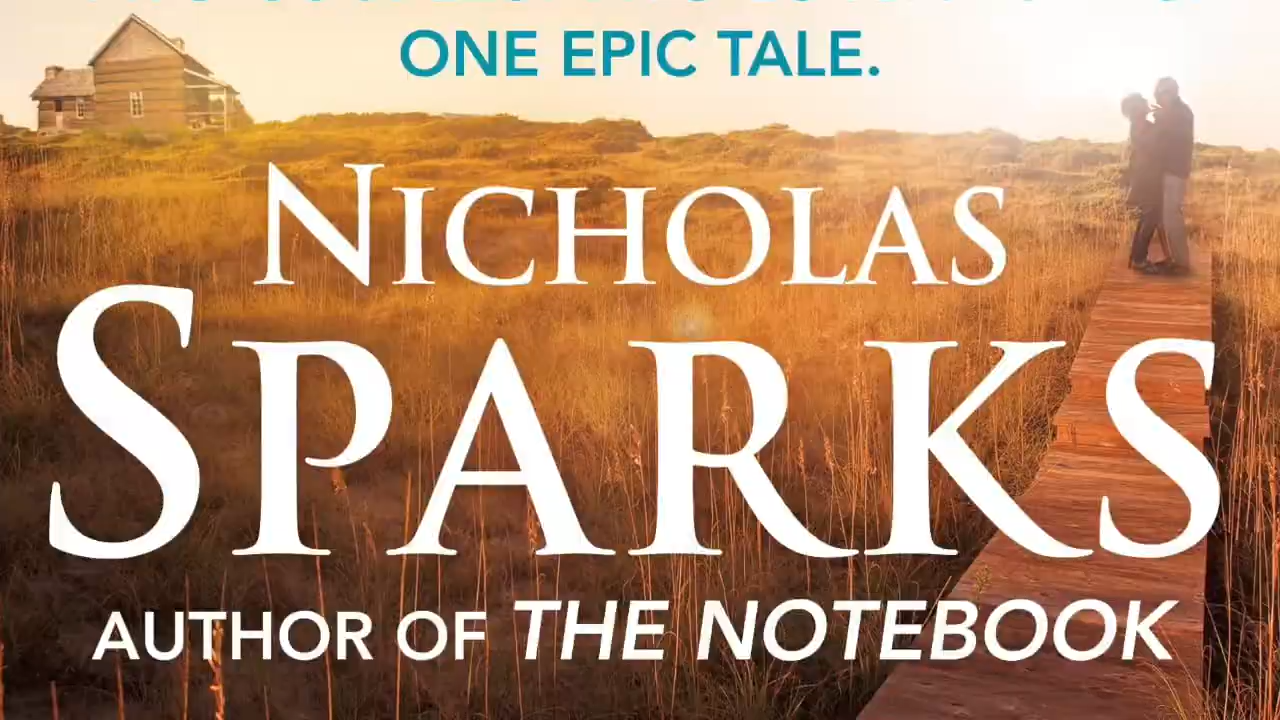 ONE EPIC TALE.
NICHOLAS
SPARKS
AUTHOR OF THE NOTEBOOK